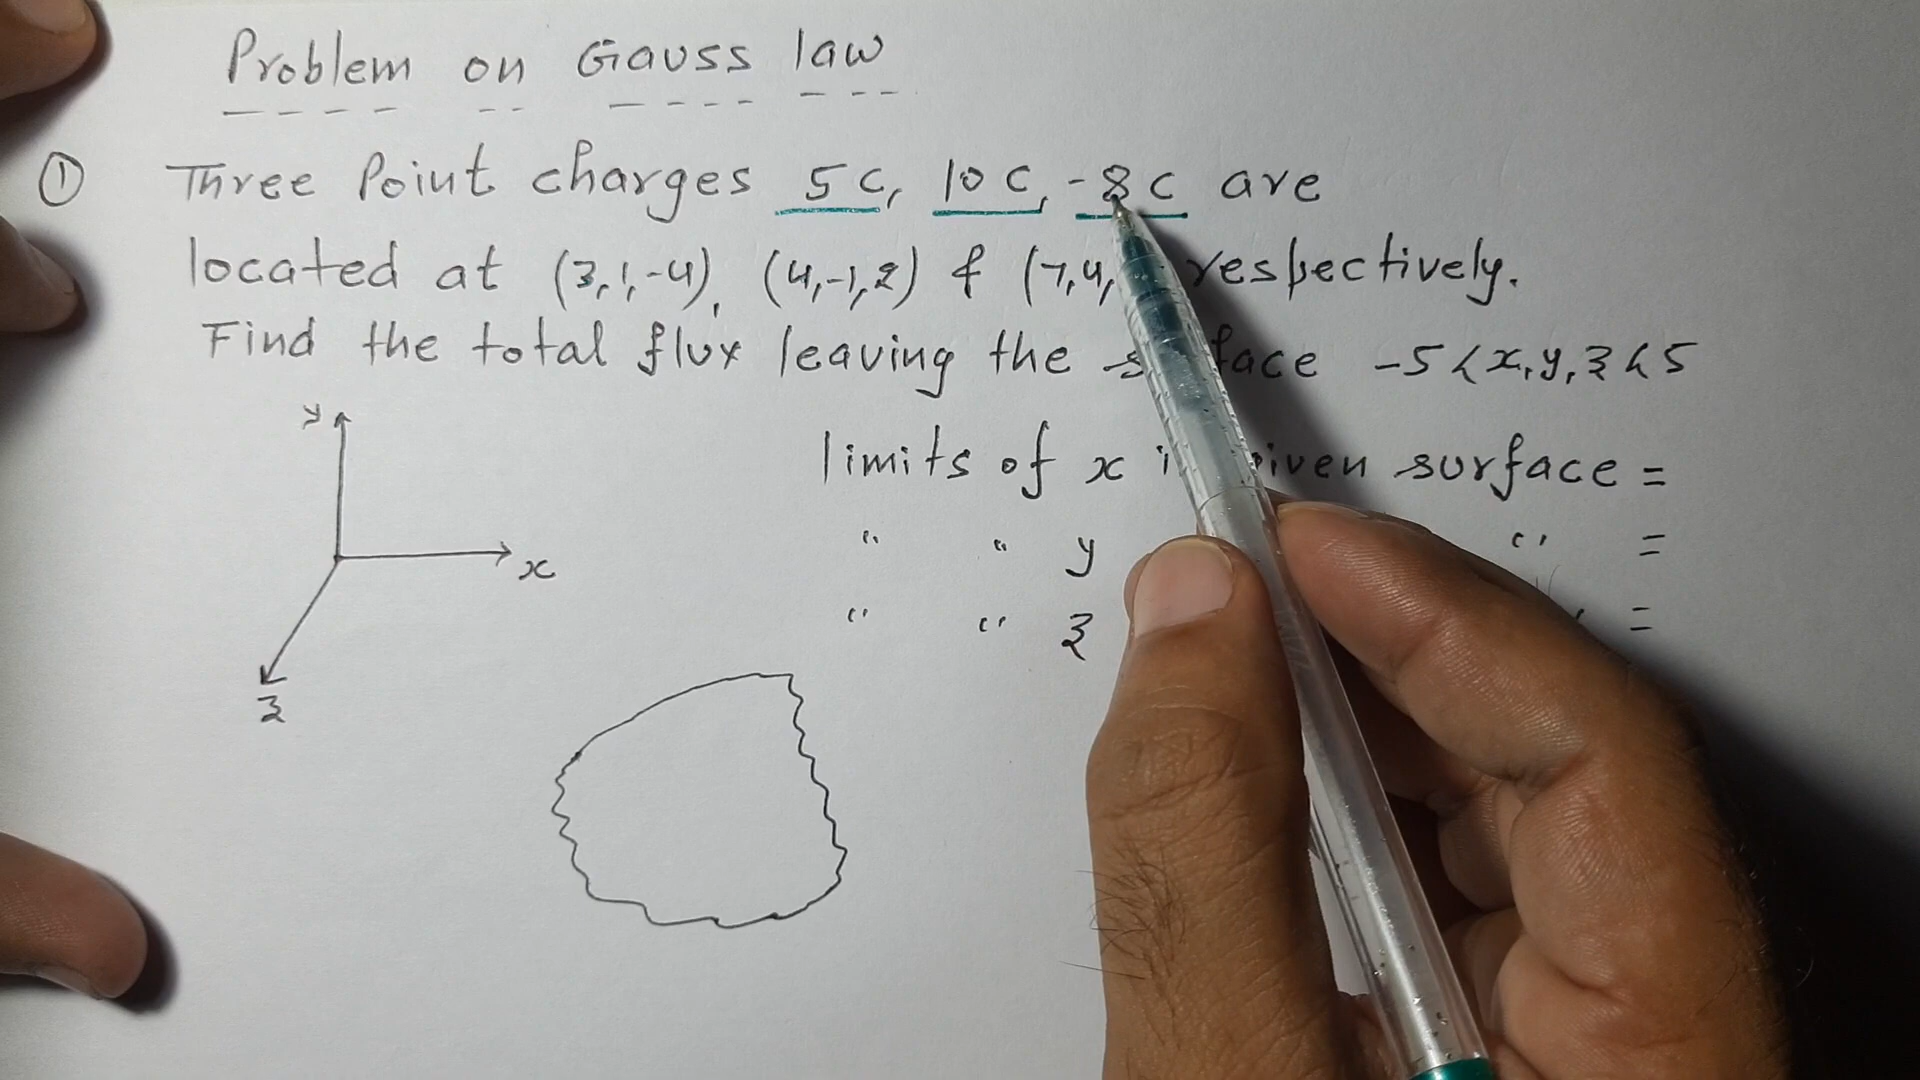 Problem on Gauss law
① Three Point charges 5C, 10C, -8C are
located at (3,1,-4), (4,-1,2) & (7,4, respectively.
Find the total flux leaving the -5<x,y,z<5
y
x
z
limits of x given surface =
" " y " =
" " z =